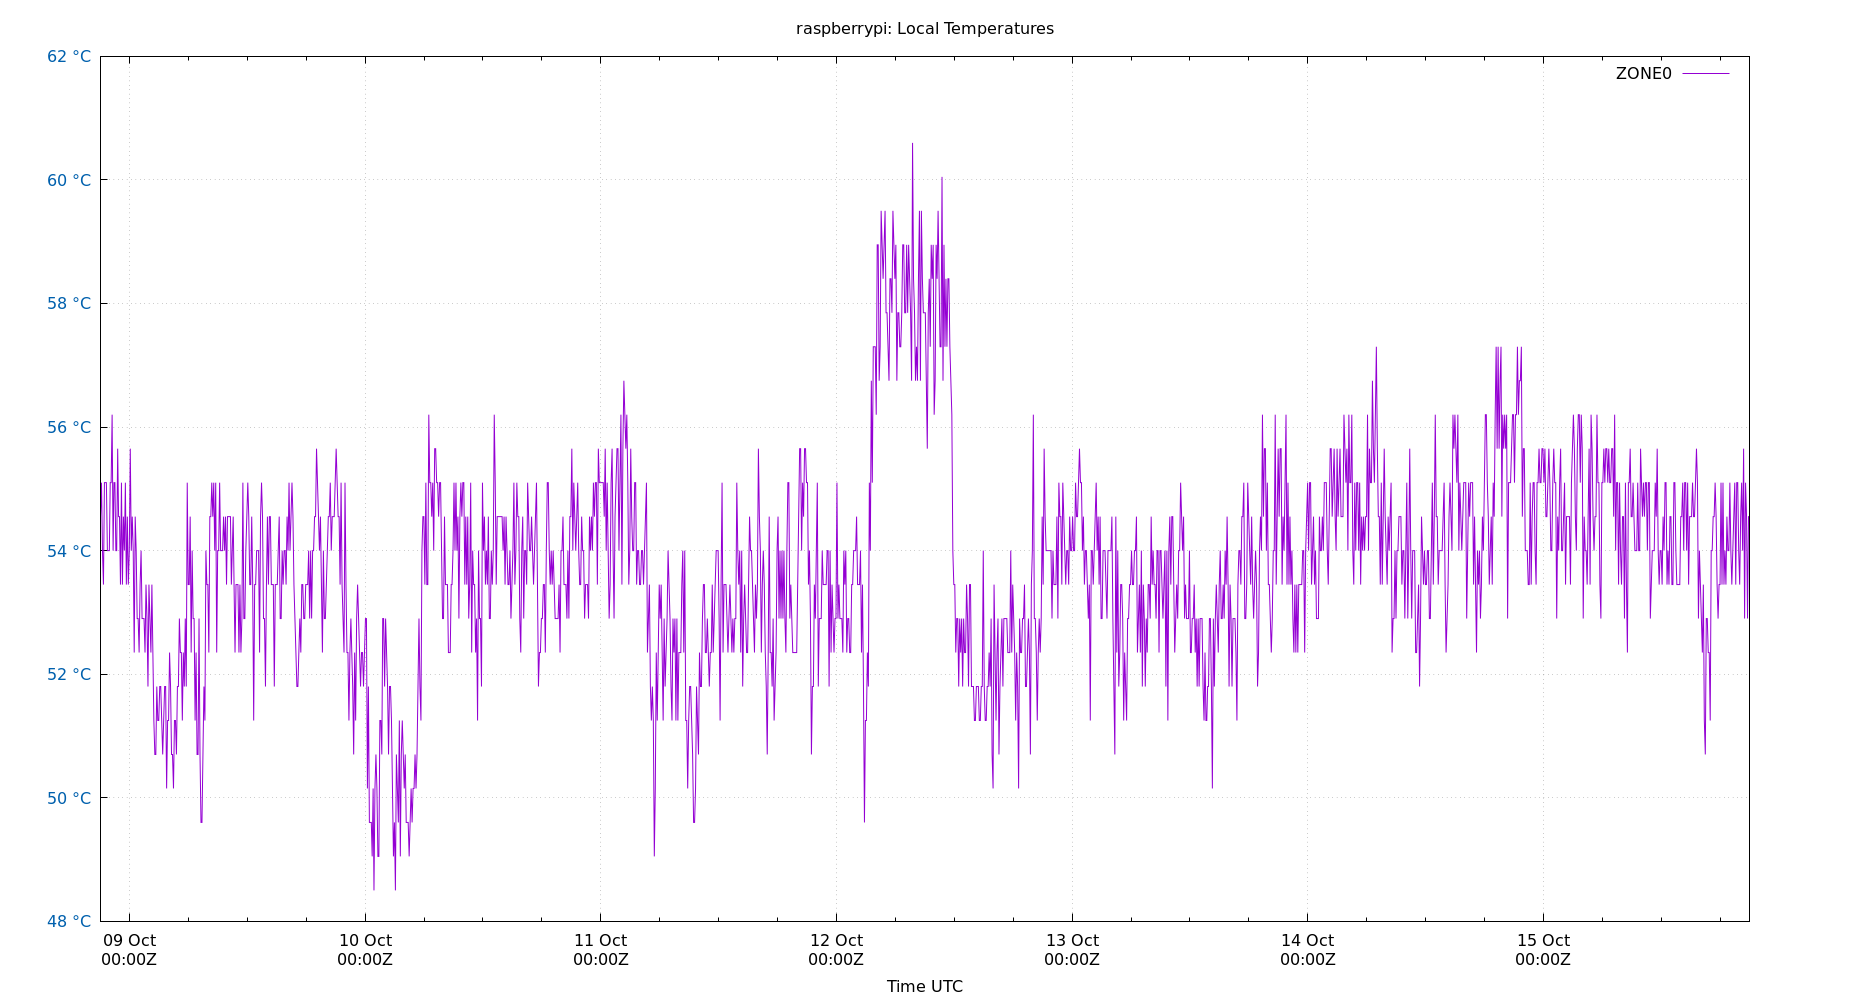 raspberrypi: Local Temperatures
62 °C
ZONE0
60 °C
58 °C
56 °C
54 °C
52 °C
50 °C
48 °C
09 Oct 10 Oct 11 Oct 12 Oct 13 Oct 14 Oct 15 Oct
00:00Z 00:00Z 00:00Z 00:00Z 00:00Z 00:00Z 00:00Z
Time UTC